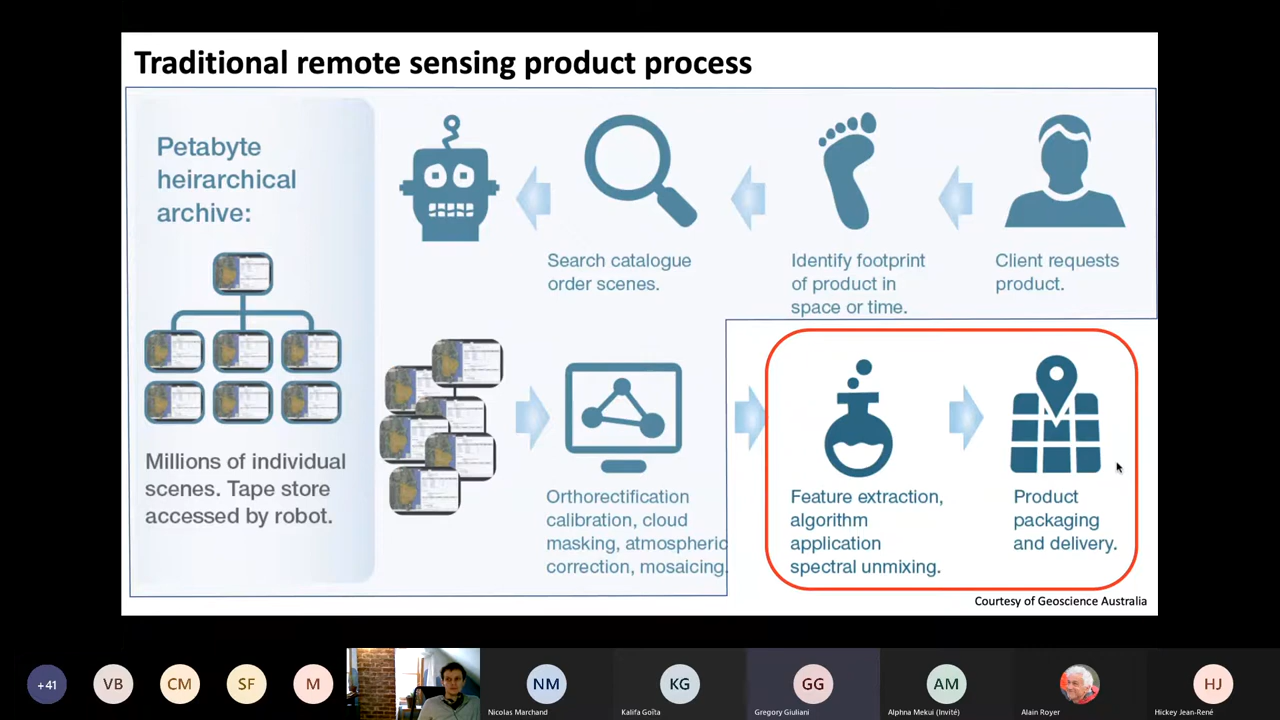 Traditional remote sensing product process
Petabyte
heirarchical
archive:
Millions of individual
scenes. Tape store
accessed by robot.
Search catalogue
order scenes.
Identify footprint
of product in
space or time.
Client requests
product.
Orthorectification
calibration, cloud
masking, atmospheric
correction, mosaicing.
Feature extraction,
algorithm
application
spectral unmixing.
Product
packaging
and delivery.
Courtesy of Geoscience Australia
+41
VB
CM
SF
M
NM
Nicolas Marchand
KG
Kalifa Goïta
GG
Gregory Giuliani
AM
Alphna Mekui (Invité)
Alain Royer
HJ
Hickey Jean-René